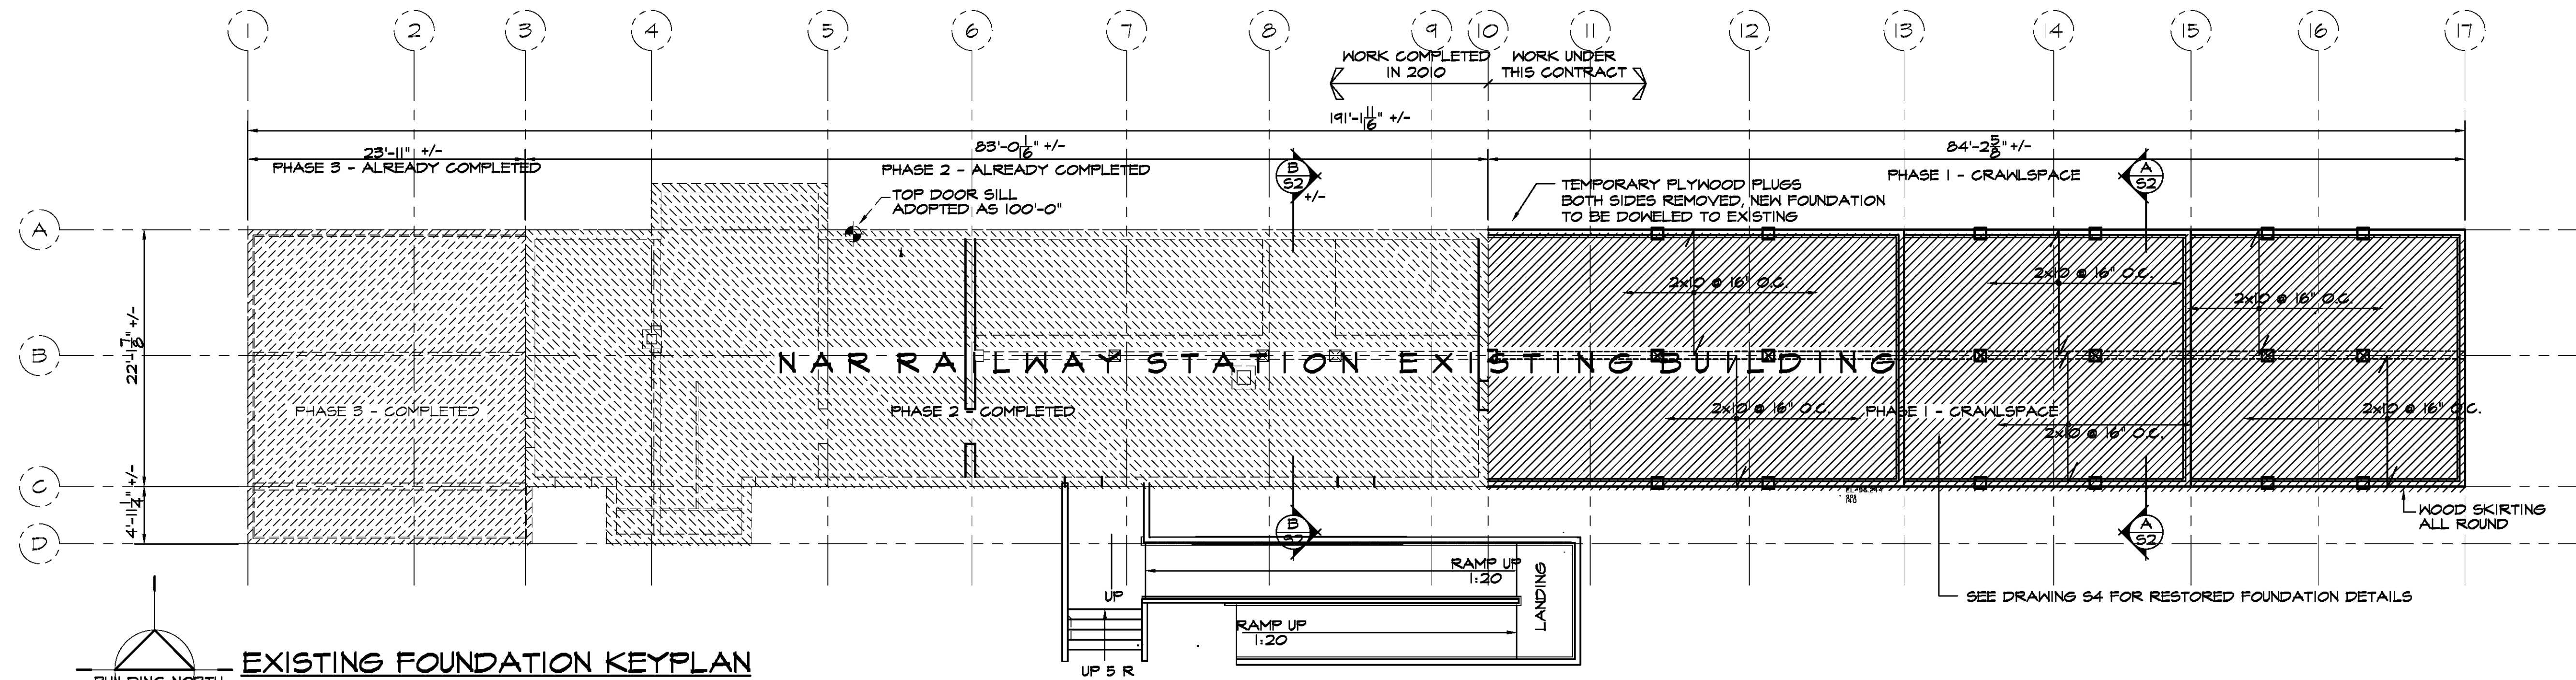 1 2 3 4 5 6 7 8 9 10 11 12 13 14 15 16 17
WORK COMPLETED
IN 2010
WORK UNDER
THIS CONTRACT
191'-1 11/16" +/-
23'-11" +/-
PHASE 3 - ALREADY COMPLETED
83'-0 1/16" +/-
PHASE 2 - ALREADY COMPLETED
84'-2 5/8" +/-
PHASE 1 - CRAWLSPACE
B
S2
+/-
A
S2
TOP DOOR SILL
ADOPTED AS 100'-0"
TEMPORARY PLYWOOD PLUGS
BOTH SIDES REMOVED, NEW FOUNDATION
TO BE DOWELED TO EXISTING
A
B
C
D
22'-1 7/8" +/-
4'-11 1/4" +/-
2x10 @ 16" O.C.
2x10 @ 16" O.C.
2x10 @ 16" O.C.
NAR RAILWAY STATION EXISTING BUILDING
PHASE 3 - COMPLETED
PHASE 2 - COMPLETED
2x10 @ 16" O.C.
PHASE 1 - CRAWLSPACE
2x10 @ 16" O.C.
2x10 @ 16" O.C.
WOOD SKIRTING
ALL ROUND
B
S2
A
S2
RAMP UP
1:20
LANDING
UP
SEE DRAWING S4 FOR RESTORED FOUNDATION DETAILS
RAMP UP
1:20
UP 5 R
EXISTING FOUNDATION KEYPLAN
BUILDING NORTH